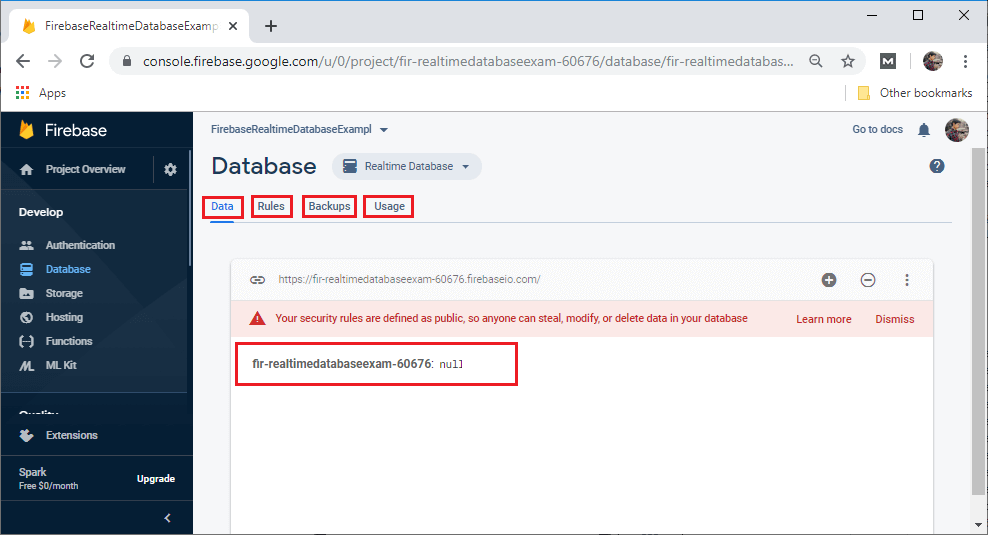 FirebaseRealtimeDatabaseExamp
console.firebase.google.com/u/0/project/fir-realtimedatabaseexam-60676/database/fir-realtimedatabas...
Apps
Other bookmarks
Firebase
FirebaseRealtimeDatabaseExampl
Go to docs
Project Overview
Database
Realtime Database
Develop
Data
Rules
Backups
Usage
Authentication
Database
Storage
Hosting
Functions
ML Kit
https://fir-realtimedatabaseexam-60676.firebaseio.com/
Your security rules are defined as public, so anyone can steal, modify, or delete data in your database
Learn more
Dismiss
fir-realtimedatabaseexam-60676: null
Quality
Extensions
Spark
Free $0/month
Upgrade